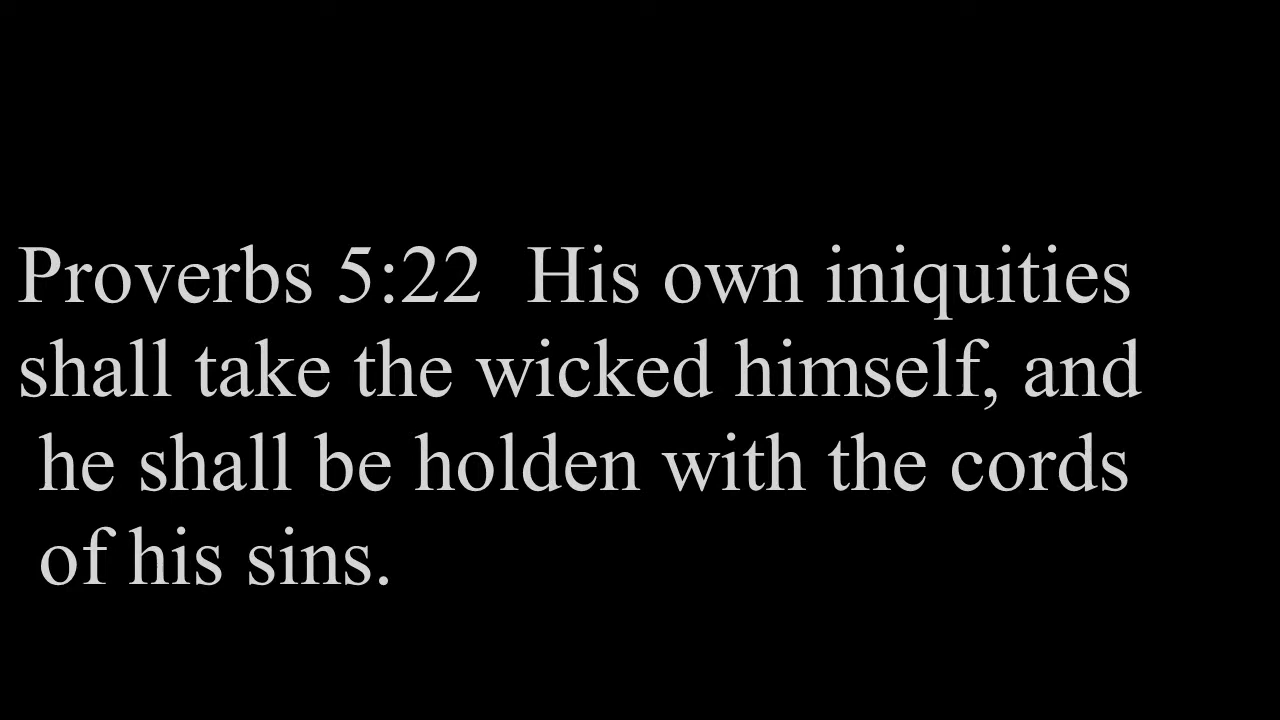 Proverbs 5:22  His own iniquities
shall take the wicked himself, and
he shall be holden with the cords
of his sins.